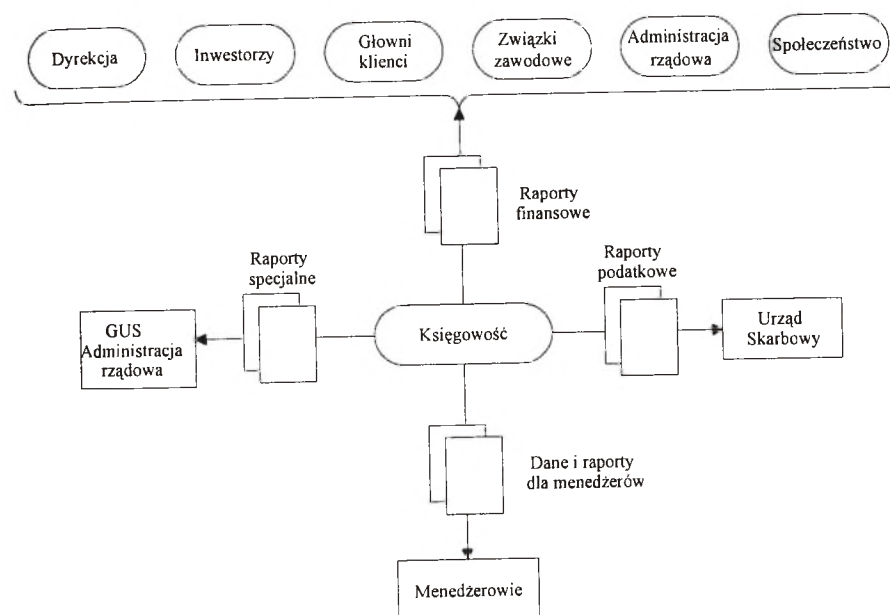 Dyrekcja
Inwestorzy
Głowni
klienci
Związki
zawodowe
Administracja
rządowa
Społeczeństwo
Raporty
finansowe
Raporty
specjalne
Raporty
podatkowe
GUS
Administracja
rządowa
Księgowość
Urząd
Skarbowy
Dane i raporty
dla menedżerów
Menedżerowie